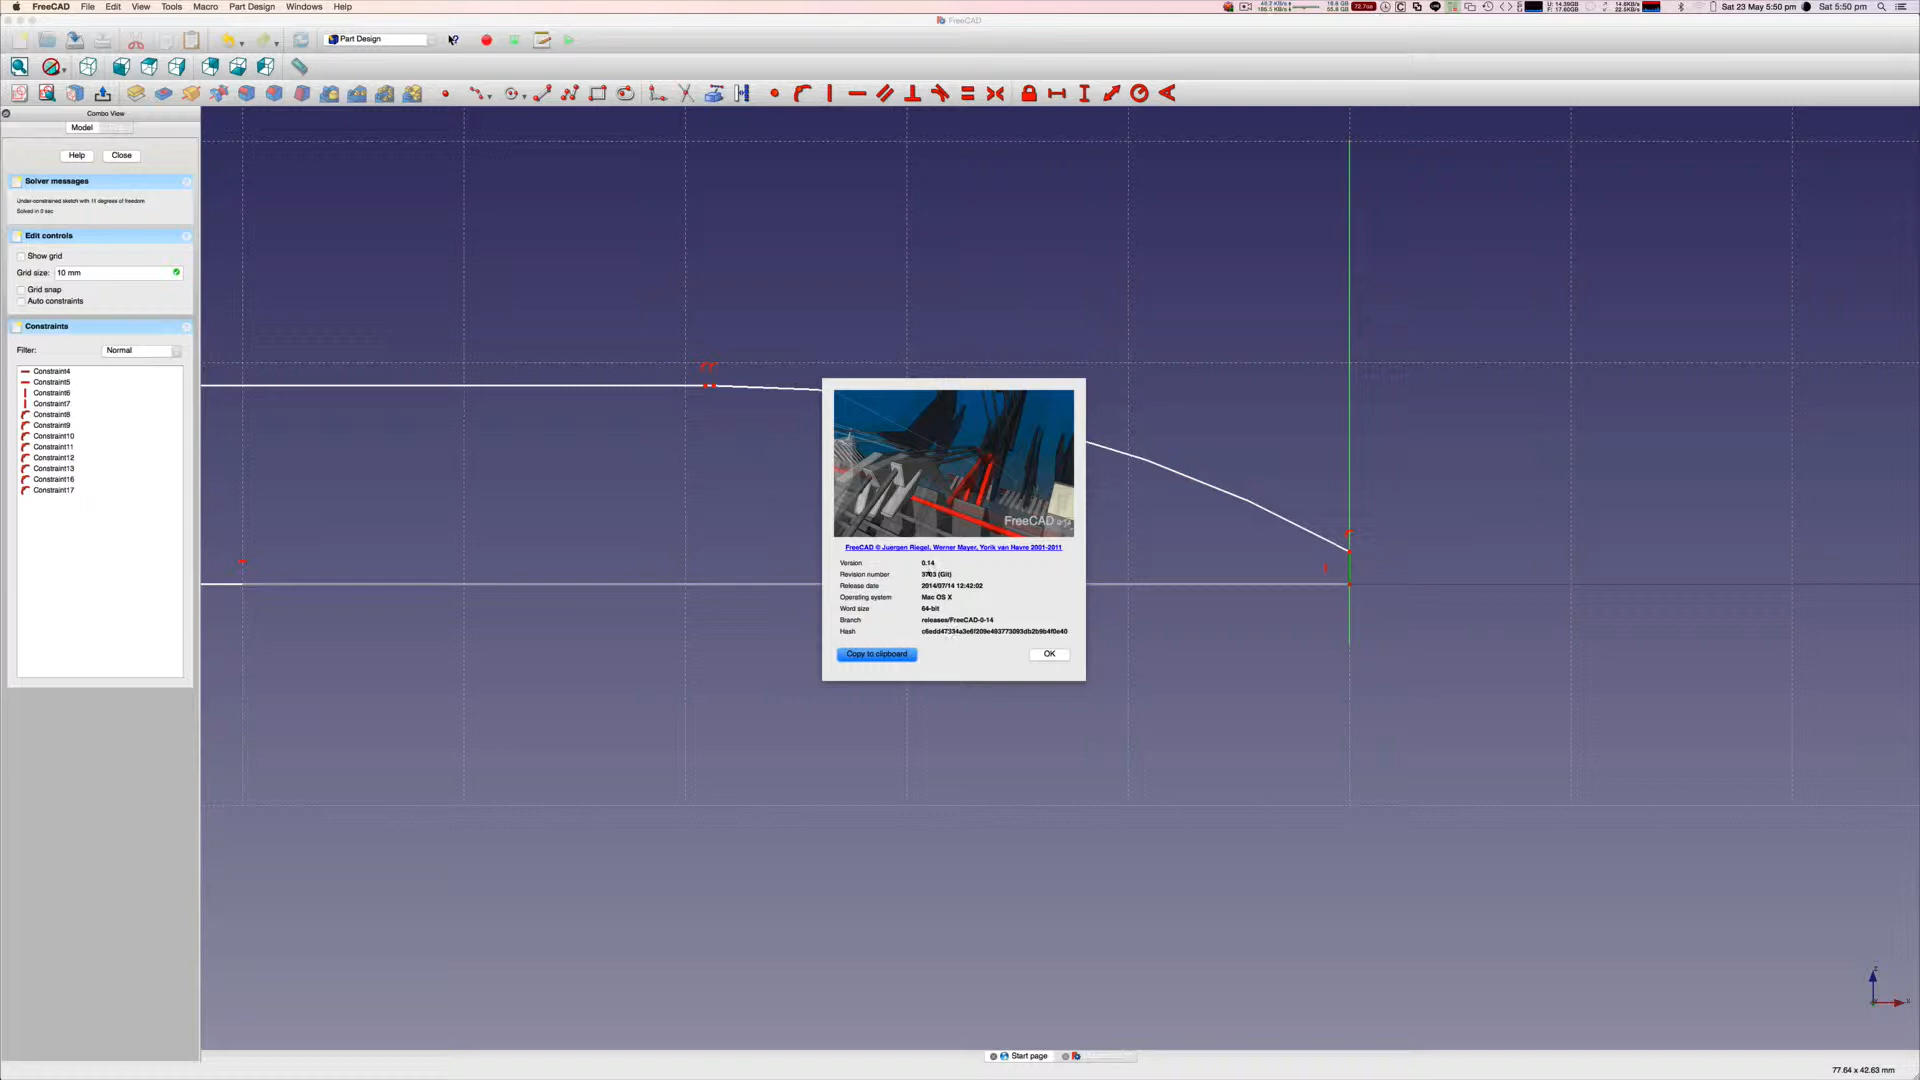 FreeCAD File Edit View Tools Macro Part Design Windows Help
72.7GB Sat 23 May 5:50 pm Sat 5:50 pm
FreeCAD
Part Design
Combo View
Model
Help Close
Solver messages
Under-constrained sketch with 11 degrees of freedom
Solved in 0 sec
Edit controls
Show grid
Grid size: 10 mm
Grid snap
Auto constraints
Constraints
Filter: Normal
Constraint4
Constraint5
Constraint6
Constraint7
Constraint8
Constraint9
Constraint10
Constraint11
Constraint12
Constraint13
Constraint16
Constraint17
FreeCAD 0.14
FreeCAD © Juergen Riegel, Werner Mayer, Yorik van Havre 2001-2011
Version 0.14
Revision number 3703 (Git)
Release date 2014/07/14 12:42:02
Operating system Mac OS X
Word size 64-bit
Branch releases/FreeCAD-0-14
Hash c6edd47334a3e6f209e493773093db2b9b4f0e40
Copy to clipboard OK
Start page
77.64 x 42.63 mm